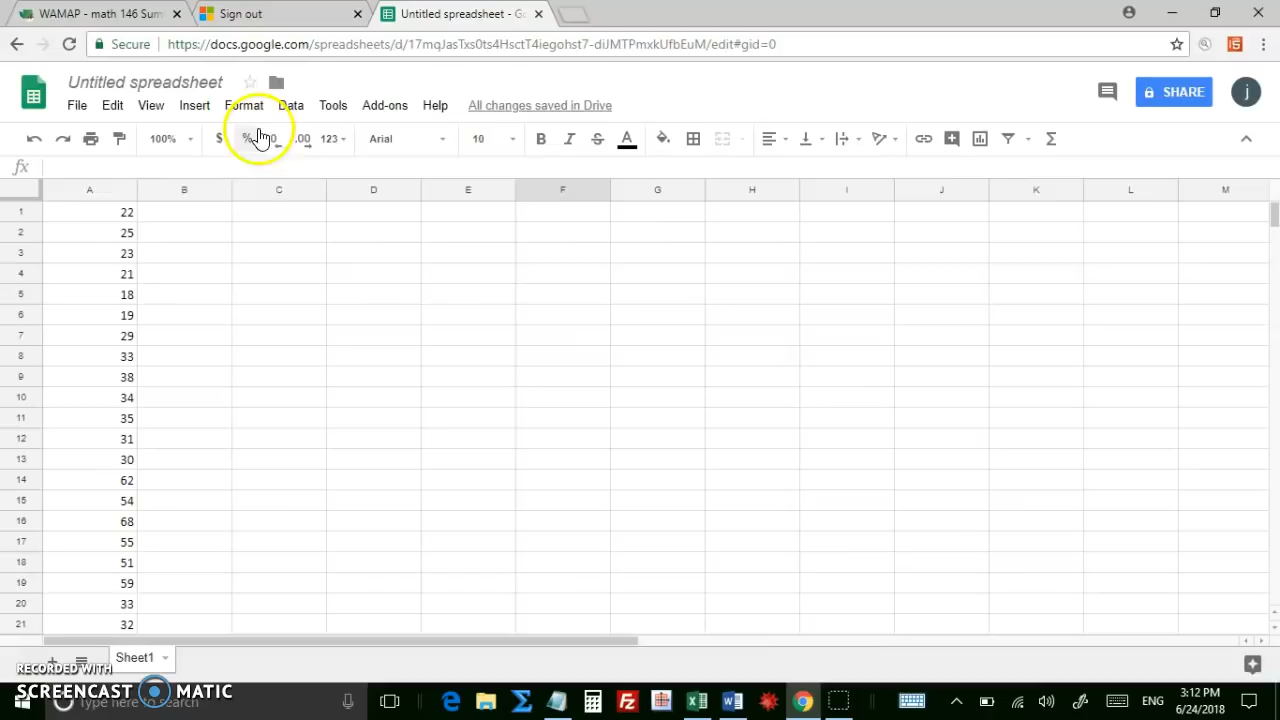 WAMAP - math 146 Sum
Sign out
Untitled spreadsheet - Go
Secure
https://docs.google.com/spreadsheets/d/17mqJasTxs0ts4HsctT4iegohst7-diJMTPmxkUfbEuM/edit#gid=0
Untitled spreadsheet
File Edit View Insert Format Data Tools Add-ons Help All changes saved in Drive
SHARE
j
100% $ % .00 123 Arial 10 B I S A
fx
A B C D E F G H I J K L M
1 22
2 25
3 23
4 21
5 18
6 19
7 29
8 33
9 38
10 34
11 35
12 31
13 30
14 62
15 54
16 68
17 55
18 51
19 59
20 33
21 32
Sheet1
RECORDED WITH
SCREENCAST MATIC
Type here to search
ENG
3:12 PM
6/24/2018